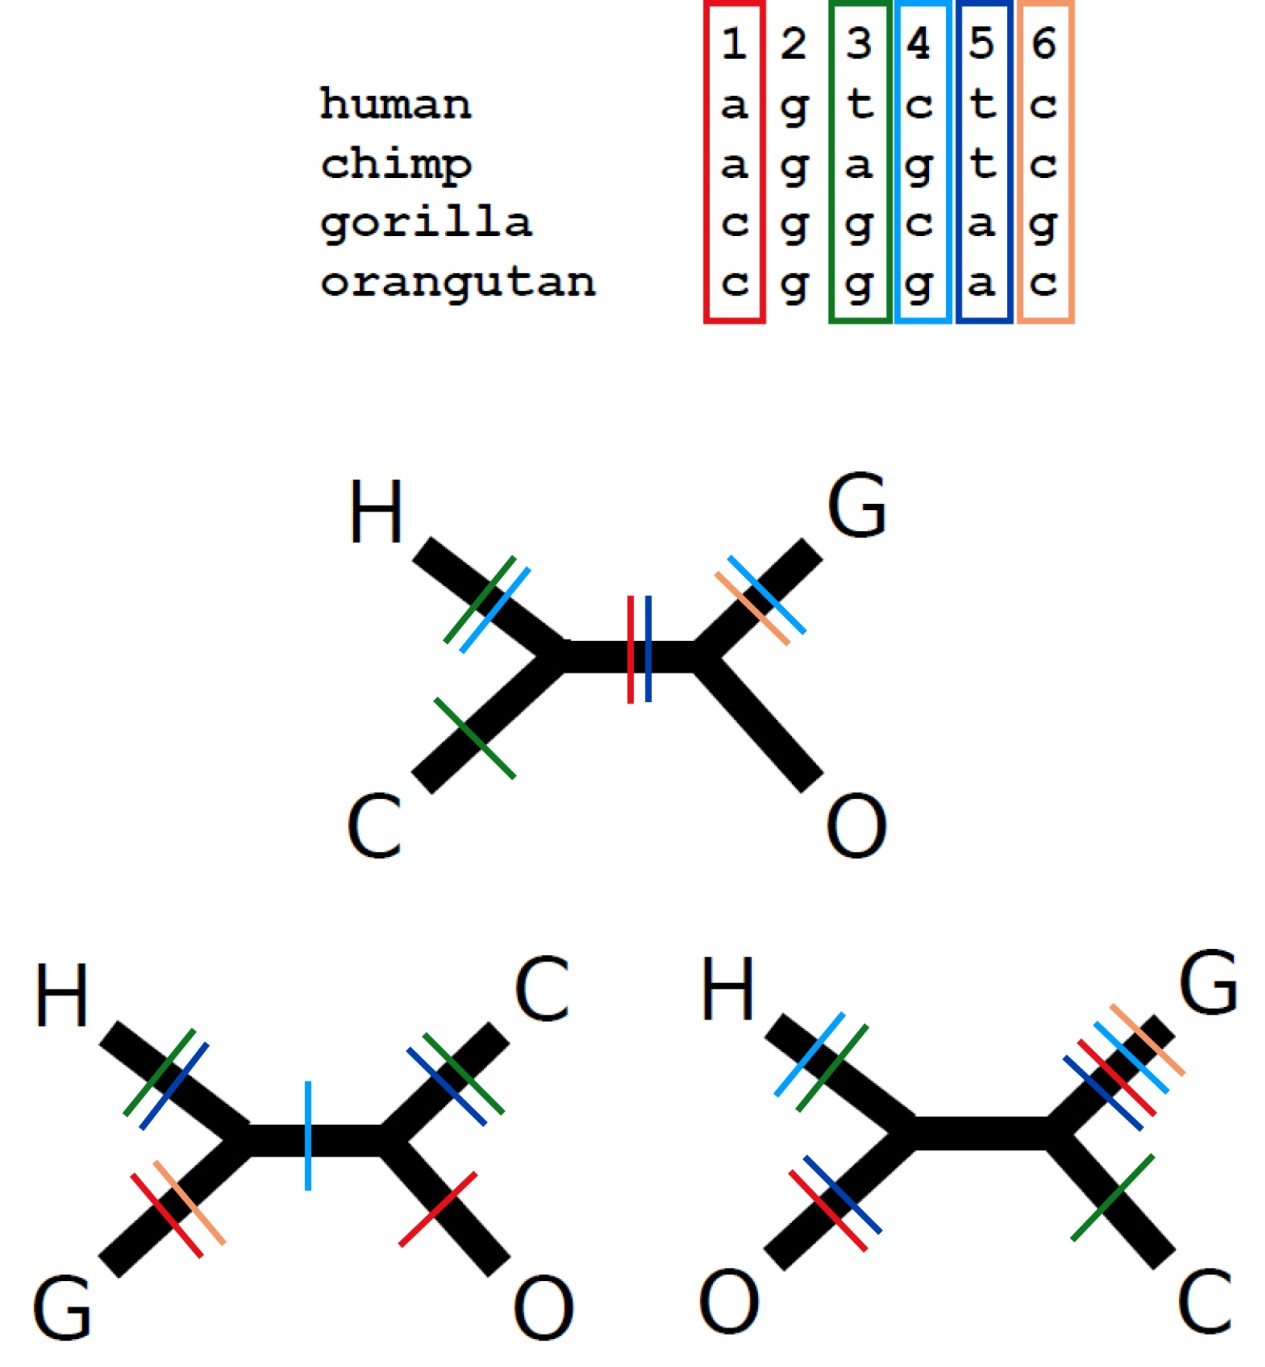 1 2 3 4 5 6
human a g t c t c
chimp a g a g t c
gorilla c g g c a g
orangutan c g g g a c
H G
C O
H C H G
G O O C